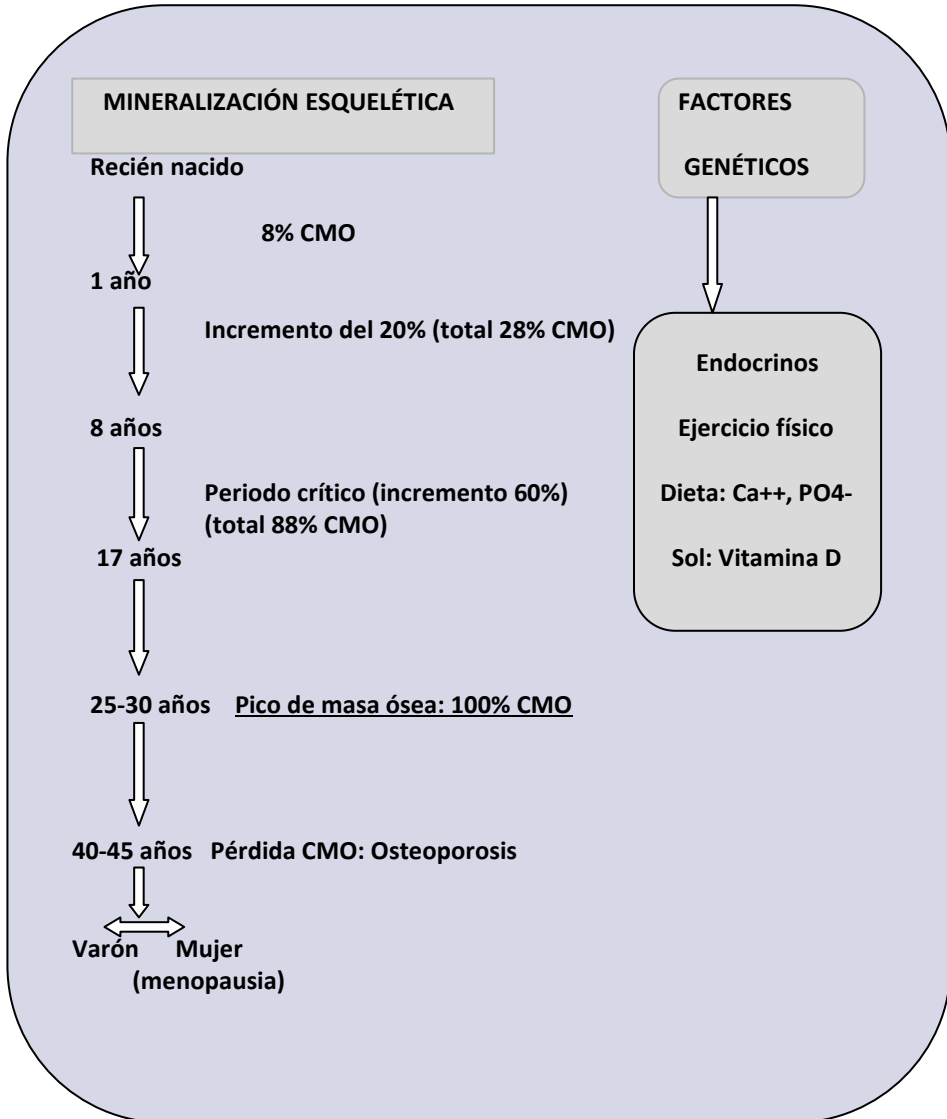 MINERALIZACIÓN ESQUELÉTICA
Recién nacido
8% CMO
1 año
Incremento del 20% (total 28% CMO)
8 años
Periodo crítico (incremento 60%)
(total 88% CMO)
17 años
25-30 años Pico de masa ósea: 100% CMO
40-45 años Pérdida CMO: Osteoporosis
Varón Mujer
(menopausia)
FACTORES
GENÉTICOS
Endocrinos
Ejercicio físico
Dieta: Ca++, PO4-
Sol: Vitamina D